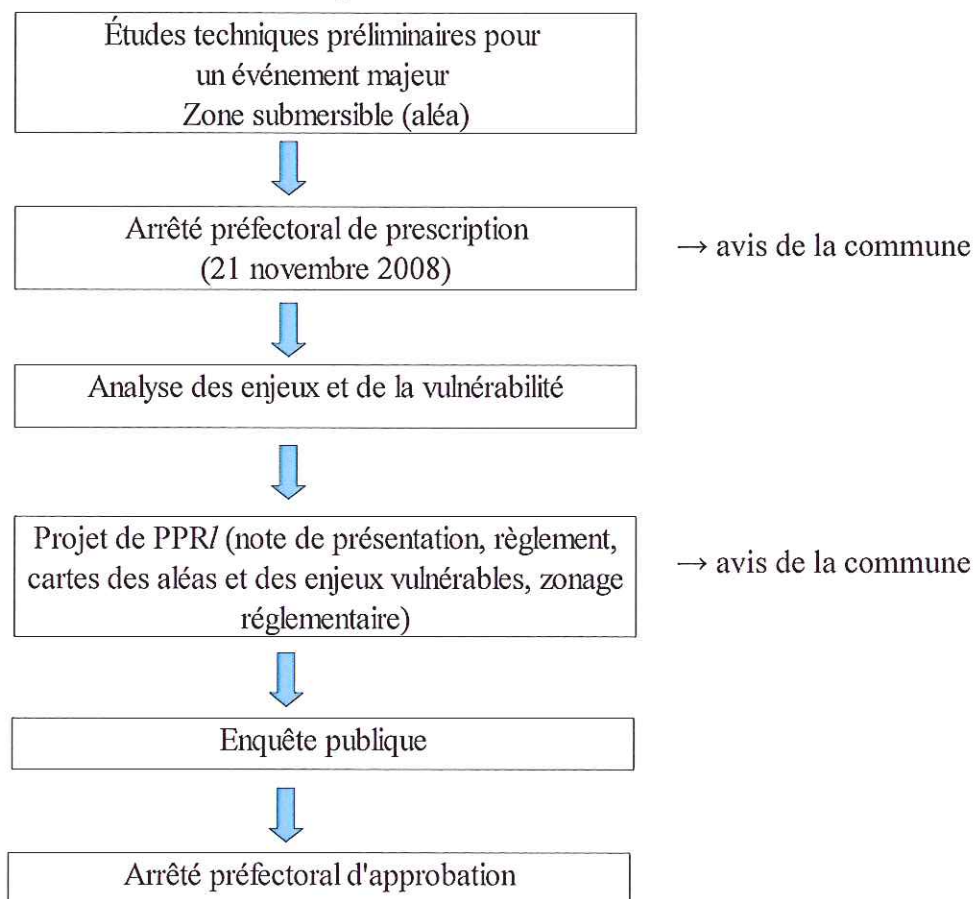 Études techniques préliminaires pour
un événement majeur
Zone submersible (aléa)
Arrêté préfectoral de prescription
(21 novembre 2008)
→ avis de la commune
Analyse des enjeux et de la vulnérabilité
Projet de PPRl (note de présentation, règlement,
cartes des aléas et des enjeux vulnérables, zonage
réglementaire)
→ avis de la commune
Enquête publique
Arrêté préfectoral d'approbation